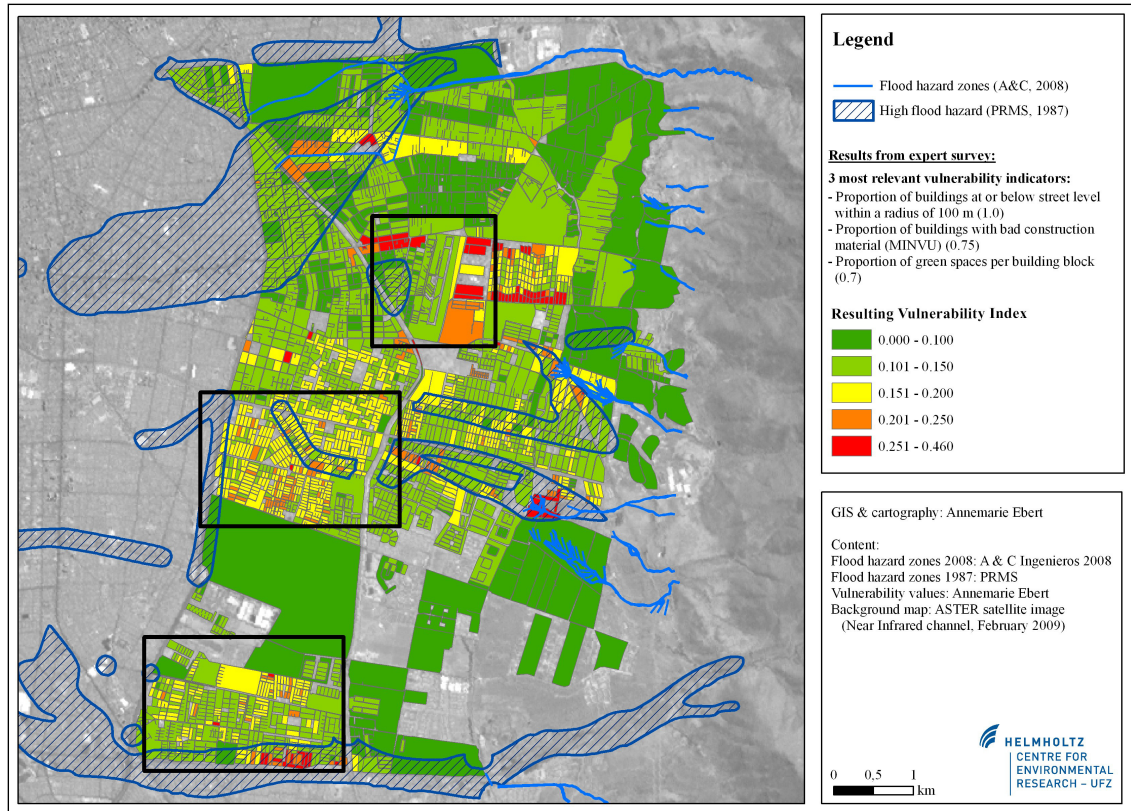 Legend
Flood hazard zones (A&C, 2008)
High flood hazard (PRMS, 1987)
Results from expert survey:
3 most relevant vulnerability indicators:
- Proportion of buildings at or below street level
within a radius of 100 m (1.0)
- Proportion of buildings with bad construction
material (MINVU) (0.75)
- Proportion of green spaces per building block
(0.7)
Resulting Vulnerability Index
0.000 - 0.100
0.101 - 0.150
0.151 - 0.200
0.201 - 0.250
0.251 - 0.460
GIS & cartography: Annemarie Ebert
Content:
Flood hazard zones 2008: A & C Ingenieros 2008
Flood hazard zones 1987: PRMS
Vulnerability values: Annemarie Ebert
Background map: ASTER satellite image
(Near Infrared channel, February 2009)
0 0,5 1
km
HELMHOLTZ
CENTRE FOR
ENVIRONMENTAL
RESEARCH – UFZ